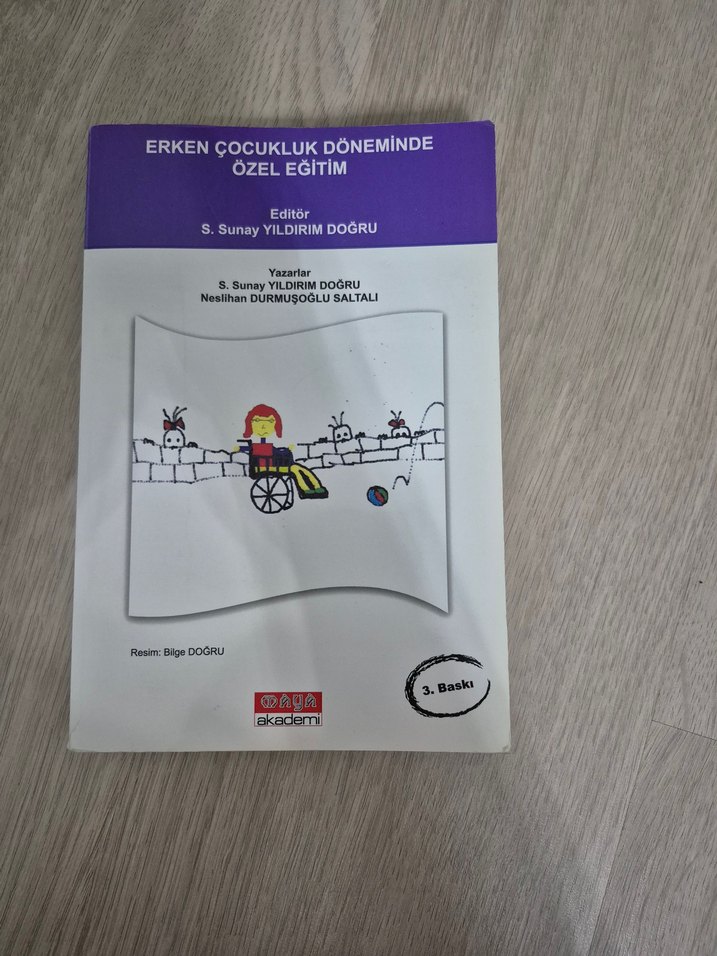 ERKEN ÇOCUKLUK DÖNEMİNDE
ÖZEL EĞİTİM
Editör
S. Sunay YILDIRIM DOĞRU
Yazarlar
S. Sunay YILDIRIM DOĞRU
Neslihan DURMUŞOĞLU SALTALI
Resim: Bilge DOĞRU
3. Baskı
maya
akademi